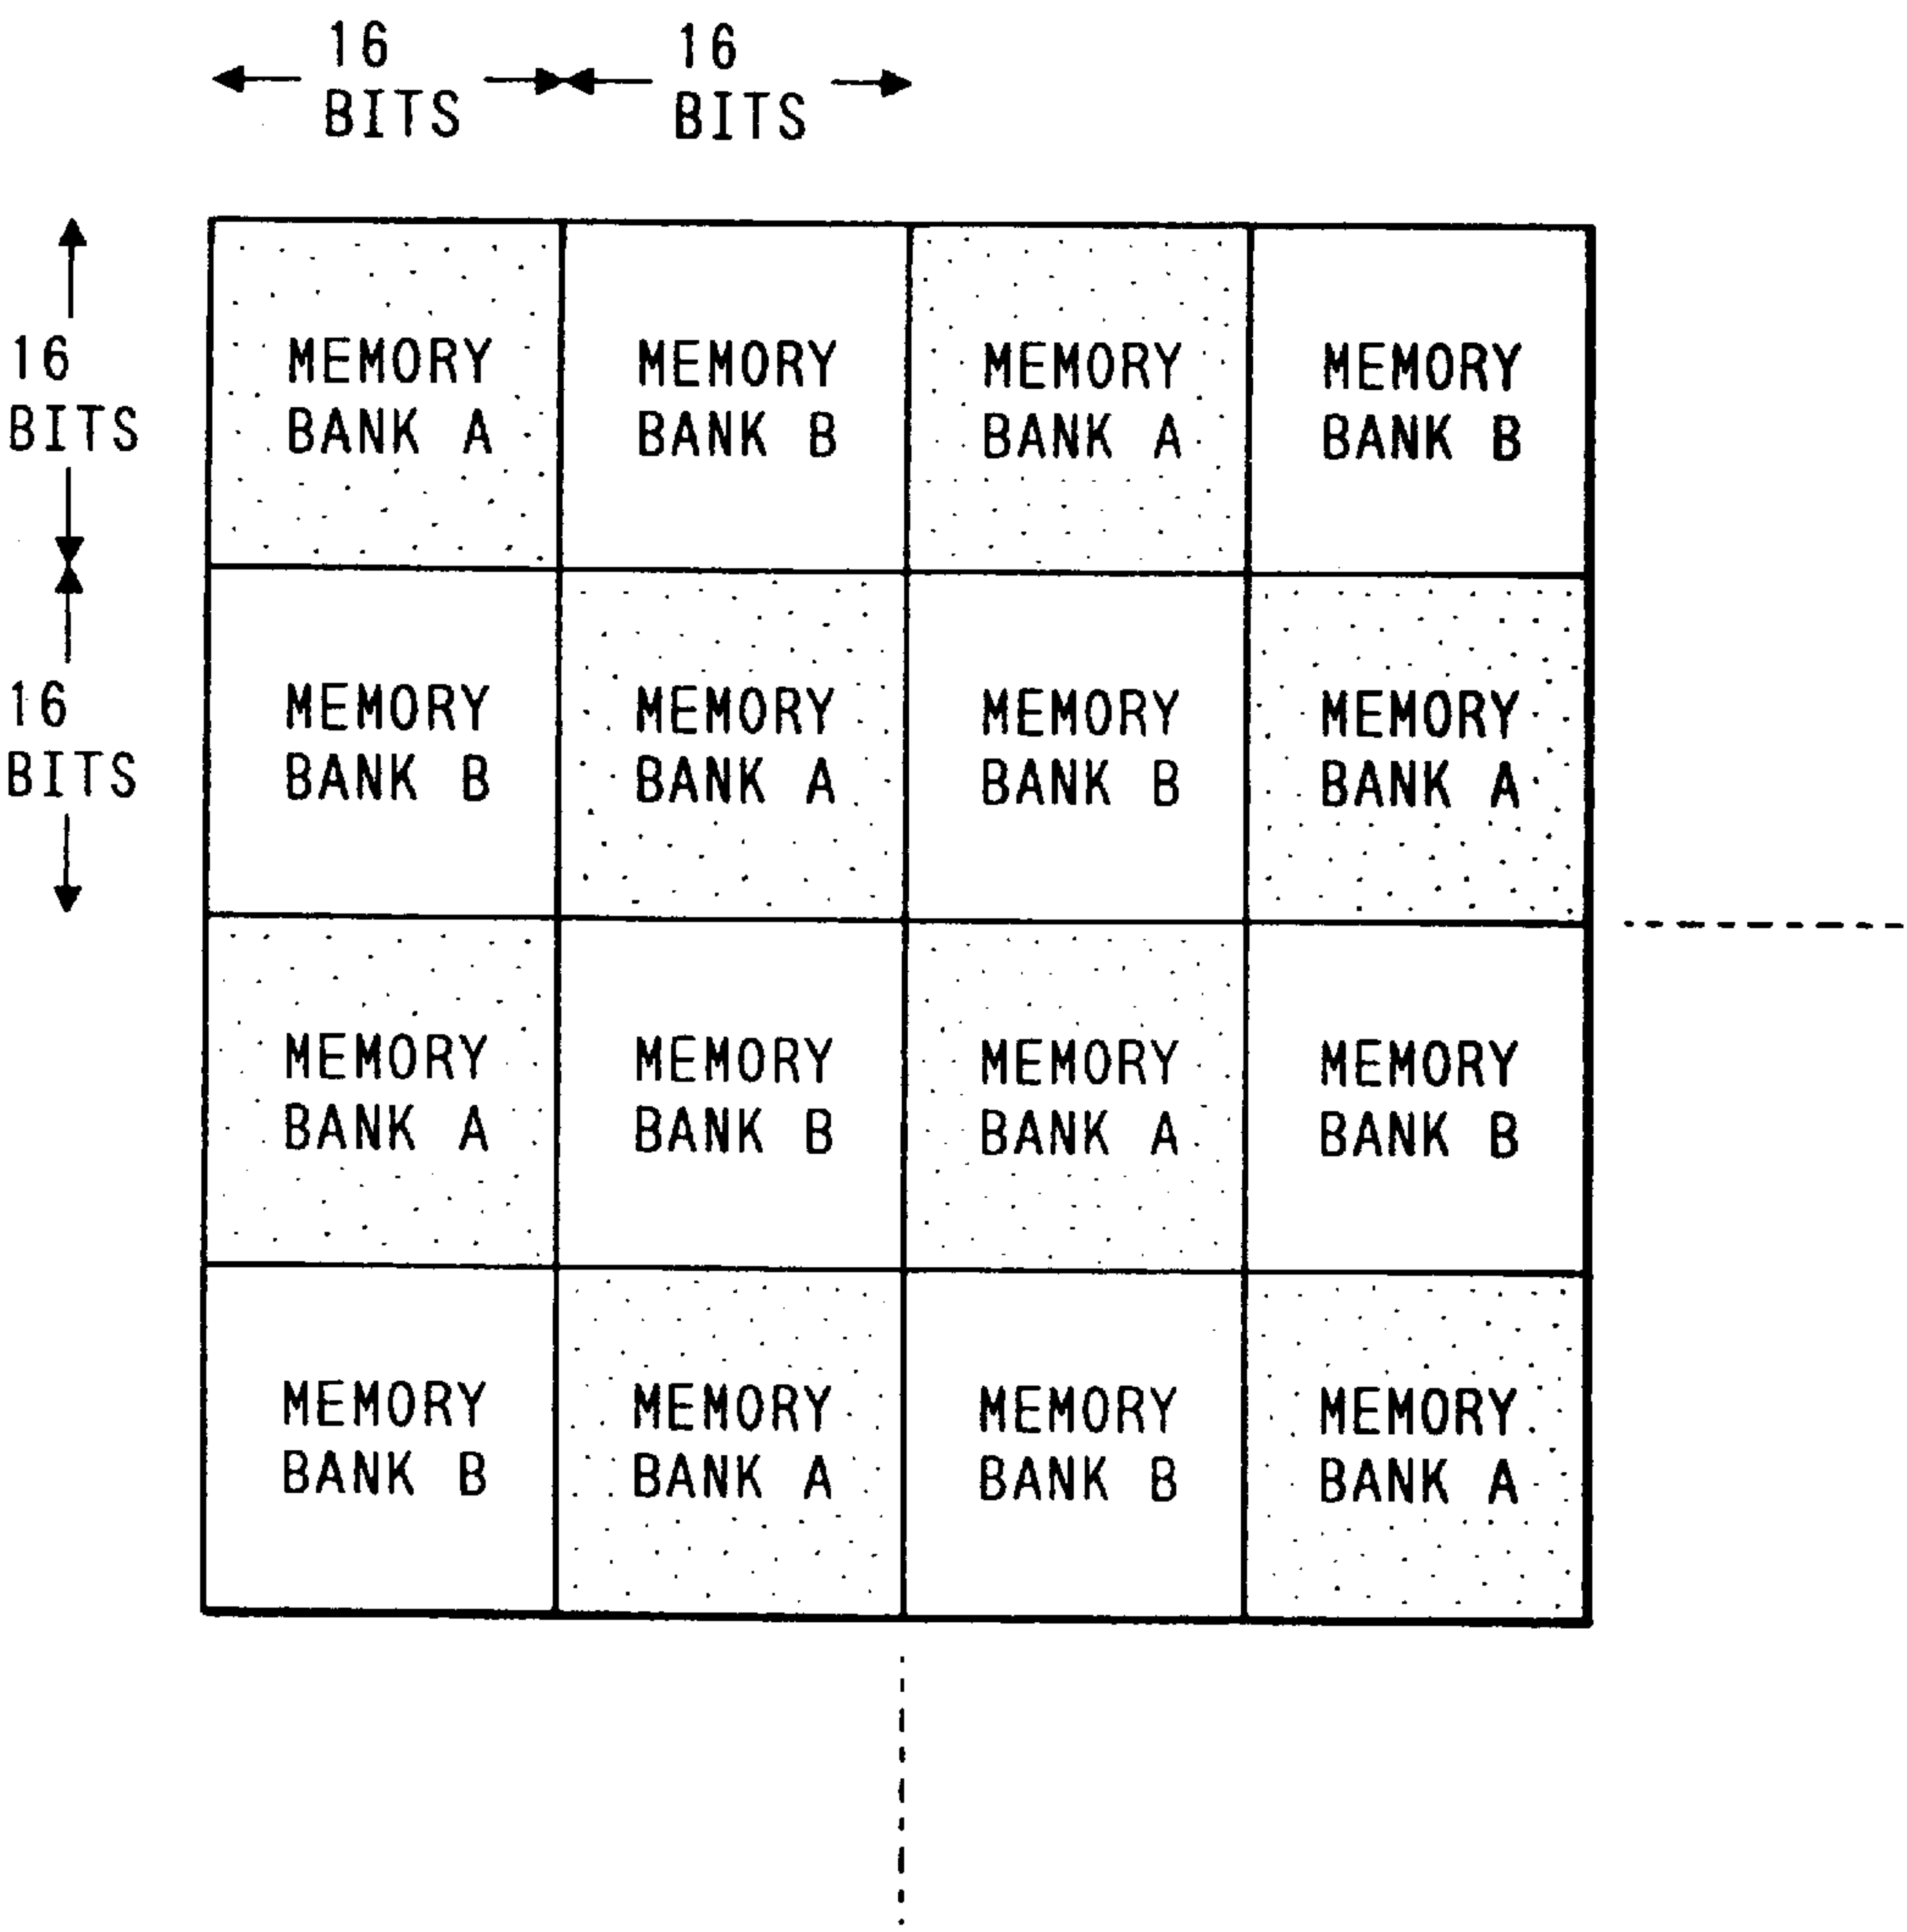 16 16
BITS BITS
16
BITS
MEMORY MEMORY MEMORY MEMORY
BANK A BANK B BANK A BANK B
16
BITS
MEMORY MEMORY MEMORY MEMORY
BANK B BANK A BANK B BANK A
MEMORY MEMORY MEMORY MEMORY
BANK A BANK B BANK A BANK B
MEMORY MEMORY MEMORY MEMORY
BANK B BANK A BANK B BANK A